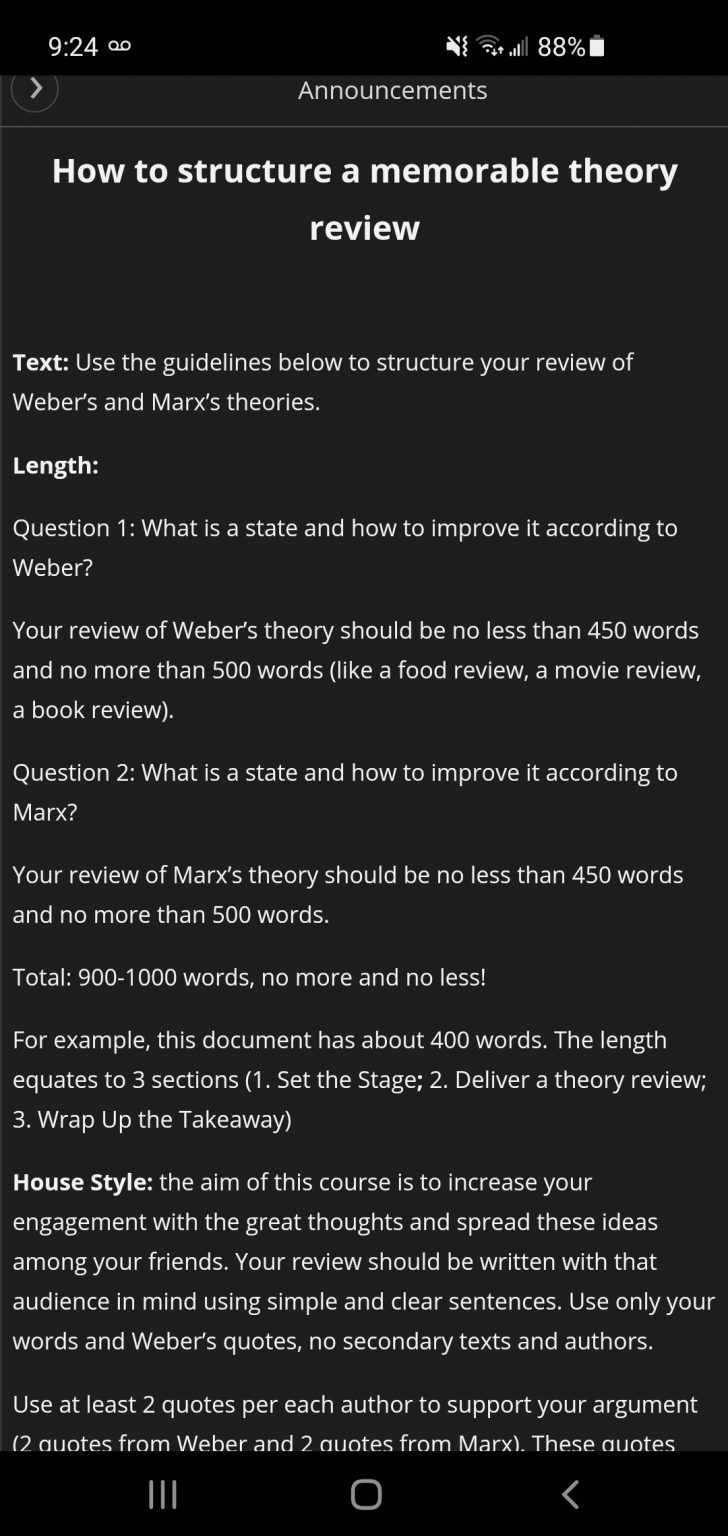 9:24
88%
Announcements
How to structure a memorable theory
review
Text: Use the guidelines below to structure your review of
Weber’s and Marx’s theories.
Length:
Question 1: What is a state and how to improve it according to
Weber?
Your review of Weber’s theory should be no less than 450 words
and no more than 500 words (like a food review, a movie review,
a book review).
Question 2: What is a state and how to improve it according to
Marx?
Your review of Marx’s theory should be no less than 450 words
and no more than 500 words.
Total: 900-1000 words, no more and no less!
For example, this document has about 400 words. The length
equates to 3 sections (1. Set the Stage; 2. Deliver a theory review;
3. Wrap Up the Takeaway)
House Style: the aim of this course is to increase your
engagement with the great thoughts and spread these ideas
among your friends. Your review should be written with that
audience in mind using simple and clear sentences. Use only your
words and Weber’s quotes, no secondary texts and authors.
Use at least 2 quotes per each author to support your argument
(2 quotes from Weber and 2 quotes from Marx). These quotes